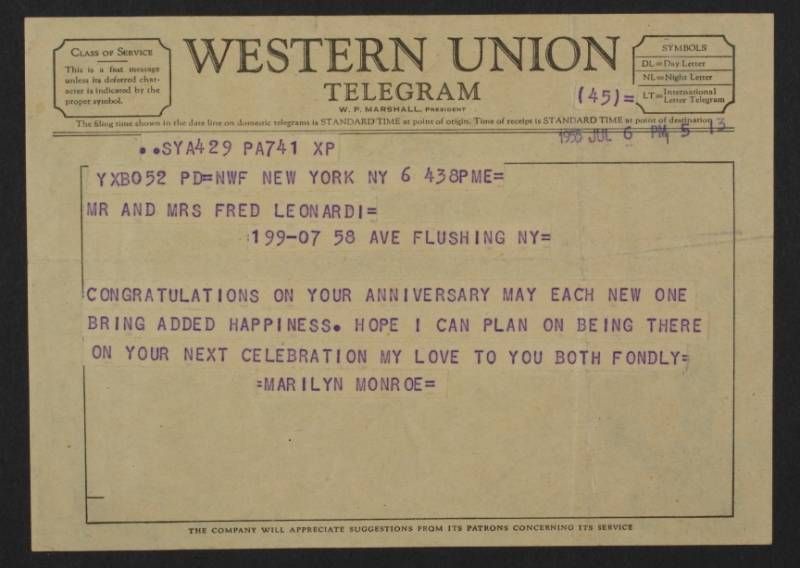 CLASS OF SERVICE
This is a fast message
unless its deferred char-
acter is indicated by the
proper symbol.
WESTERN UNION
TELEGRAM
W. P. MARSHALL, PRESIDENT
(45)=
SYMBOLS
DL=Day Letter
NL=Night Letter
LT=International Letter Telegram
The filing time shown in the date line on domestic telegrams is STANDARD TIME at point of origin. Time of receipt is STANDARD TIME at point of destination
JUL 6 PM 5 13
••SYA429 PA741 XP
YXB052 PD=NWF NEW YORK NY 6 438PME=
MR AND MRS FRED LEONARDI=
:199-07 58 AVE FLUSHING NY=
:CONGRATULATIONS ON YOUR ANNIVERSARY MAY EACH NEW ONE
BRING ADDED HAPPINESS• HOPE I CAN PLAN ON BEING THERE
ON YOUR NEXT CELEBRATION MY LOVE TO YOU BOTH FONDLY=
=MARILYN MONROE=
THE COMPANY WILL APPRECIATE SUGGESTIONS FROM ITS PATRONS CONCERNING ITS SERVICE